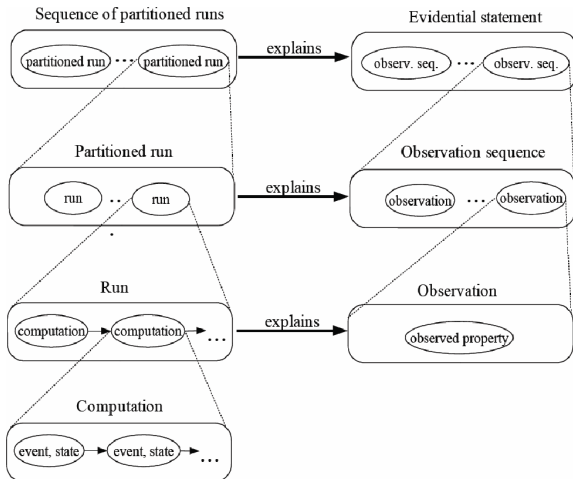 Sequence of partitioned runs
Evidential statement
partitioned run ... partitioned run
explains
observ. seq. ... observ. seq.
Partitioned run
Observation sequence
run .. run
.
explains
observation ... observation
Run
Observation
computation computation ...
explains
observed property
Computation
event, state event, state ...